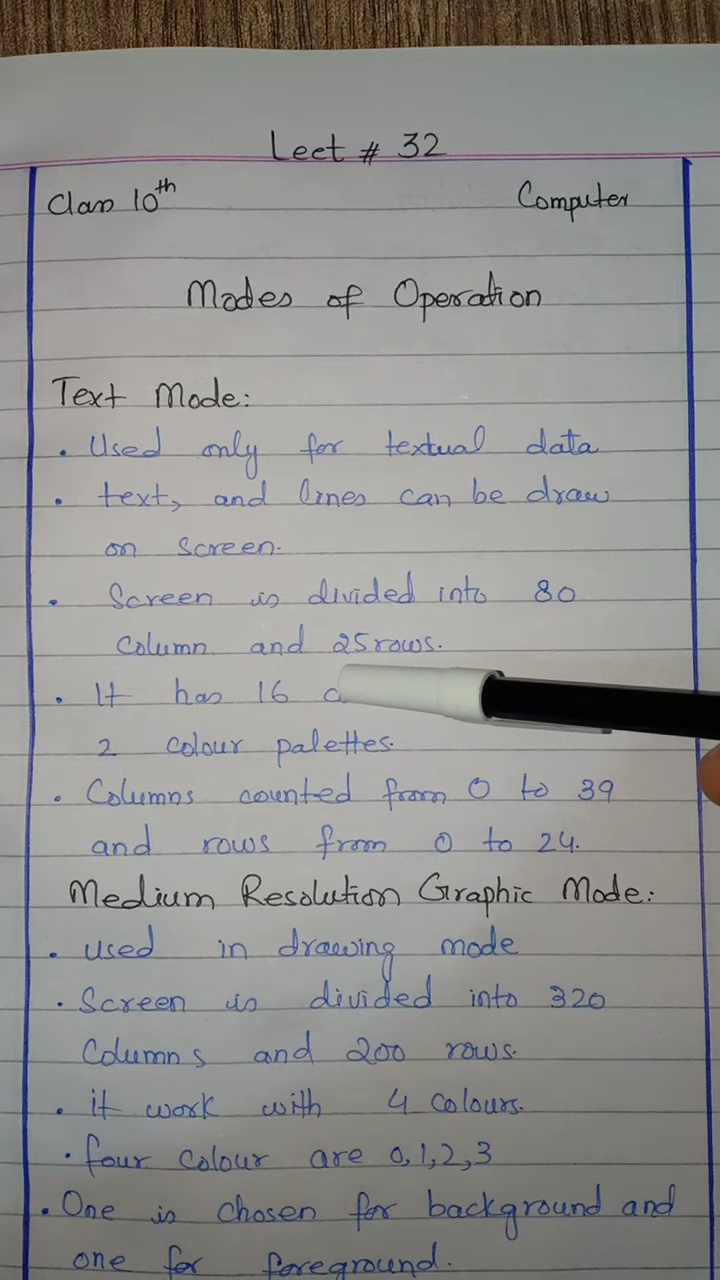 Lect # 32
Class 10th Computer
Modes of Operation
Text Mode:
. Used only for textual data
. text, and lines can be draw
on screen.
. Screen is divided into 80
column and 25 rows.
. It has 16
2 colour palettes.
. Columns counted from 0 to 39
and rows from 0 to 24.
Medium Resolution Graphic Mode:
. used in drawing mode
. Screen is divided into 320
Columns and 200 rows.
. it work with 4 colours.
. four colour are 0,1,2,3
. One is chosen for background and
one for foreground.